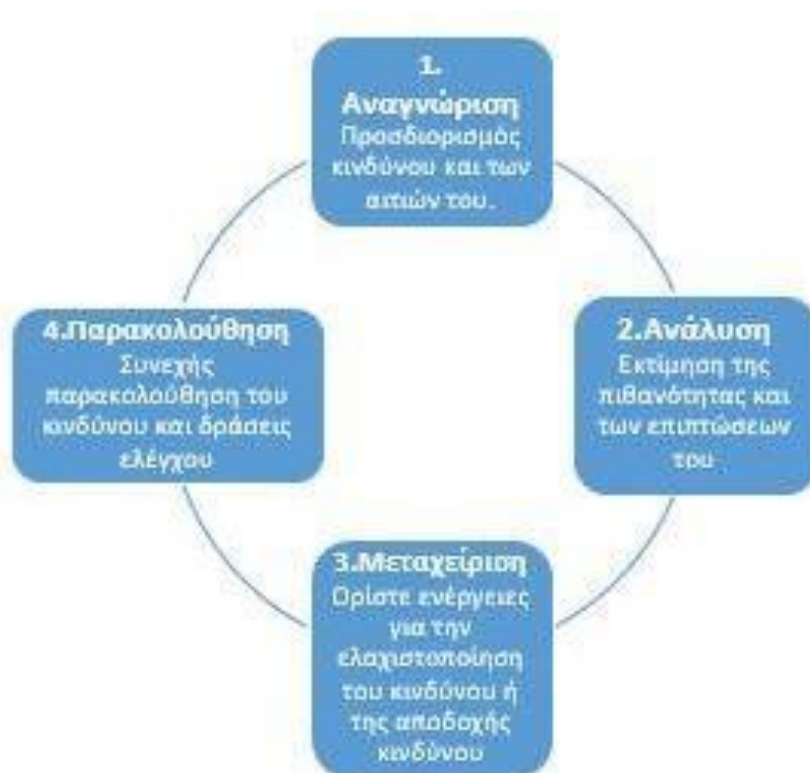 1.
Αναγνώριση
Προσδιορισμός
κινδύνου και των
αιτιών του.
2.Ανάλυση
Εκτίμηση της
πιθανότητας και
των επιπτώσεων
του
3.Μεταχείριση
Ορίστε ενέργειες
για την
ελαχιστοποίηση
του κινδύνου ή
της αποδοχής
κινδύνου
4.Παρακολούθηση
Συνεχής
παρακολούθηση του
κινδύνου και δράσεις
ελέγχου